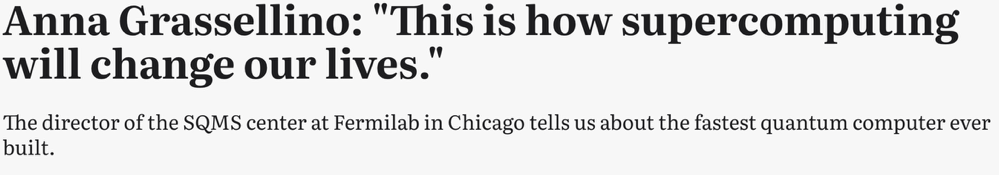 Anna Grassellino: "This is how supercomputing
will change our lives."
The director of the SQMS center at Fermilab in Chicago tells us about the fastest quantum computer ever
built.